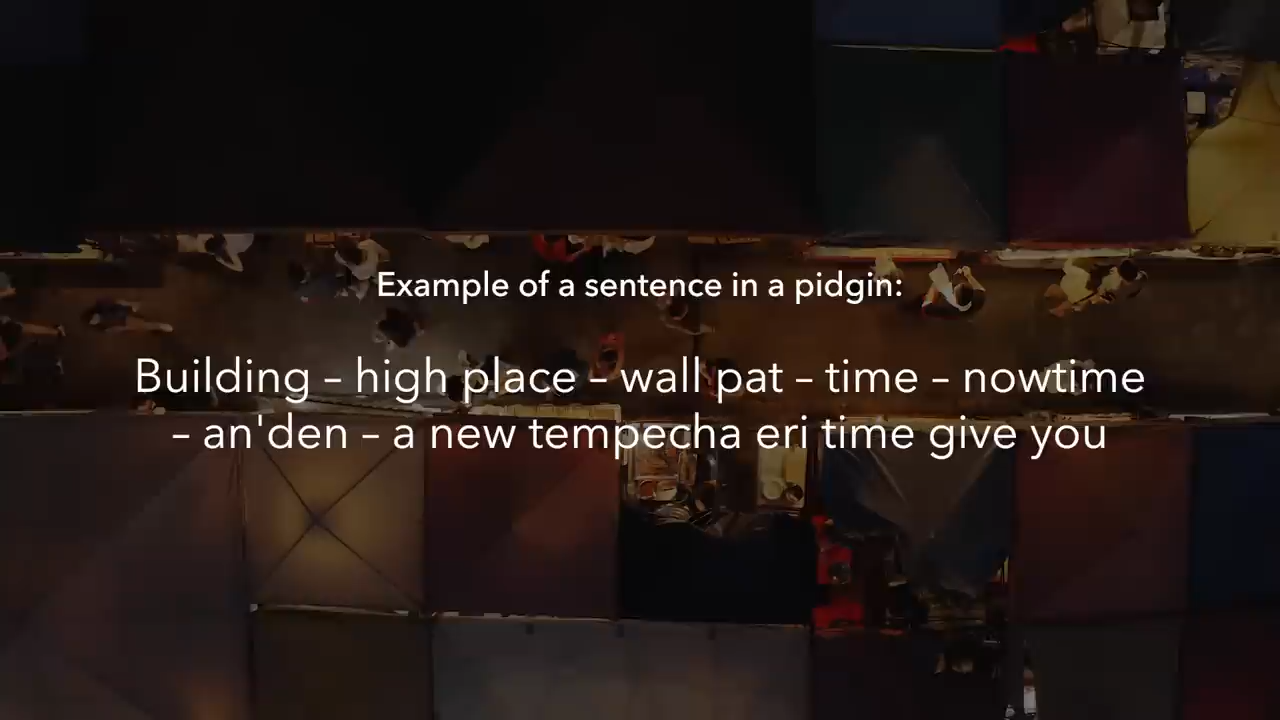 Example of a sentence in a pidgin:
Building – high place – wall pat – time – nowtime
– an'den – a new tempecha eri time give you